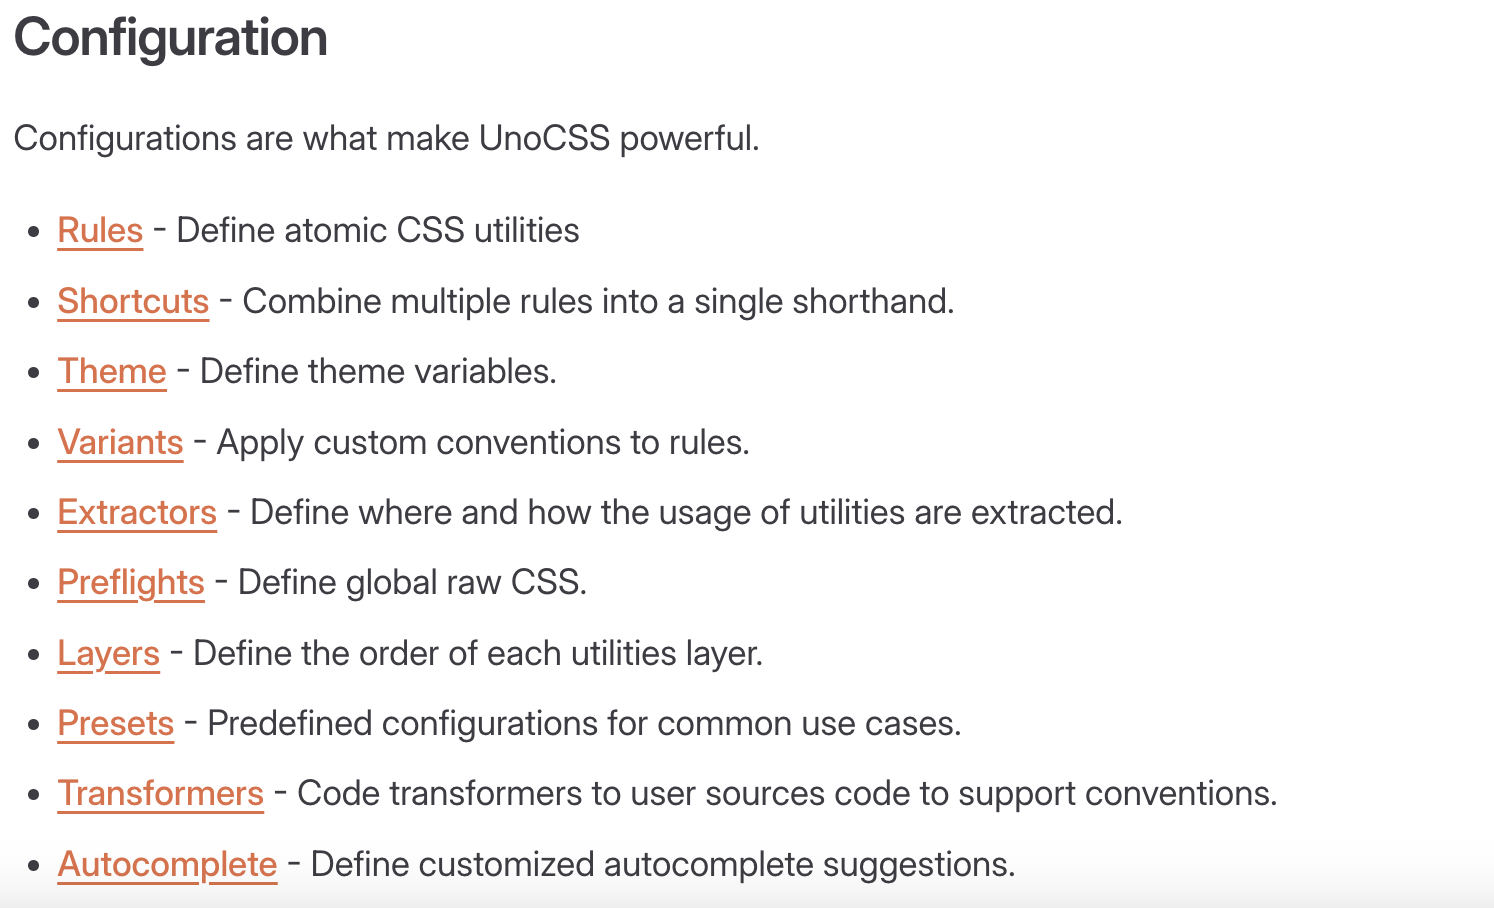 Configuration
Configurations are what make UnoCSS powerful.
• Rules - Define atomic CSS utilities
• Shortcuts - Combine multiple rules into a single shorthand.
• Theme - Define theme variables.
• Variants - Apply custom conventions to rules.
• Extractors - Define where and how the usage of utilities are extracted.
• Preflights - Define global raw CSS.
• Layers - Define the order of each utilities layer.
• Presets - Predefined configurations for common use cases.
• Transformers - Code transformers to user sources code to support conventions.
• Autocomplete - Define customized autocomplete suggestions.